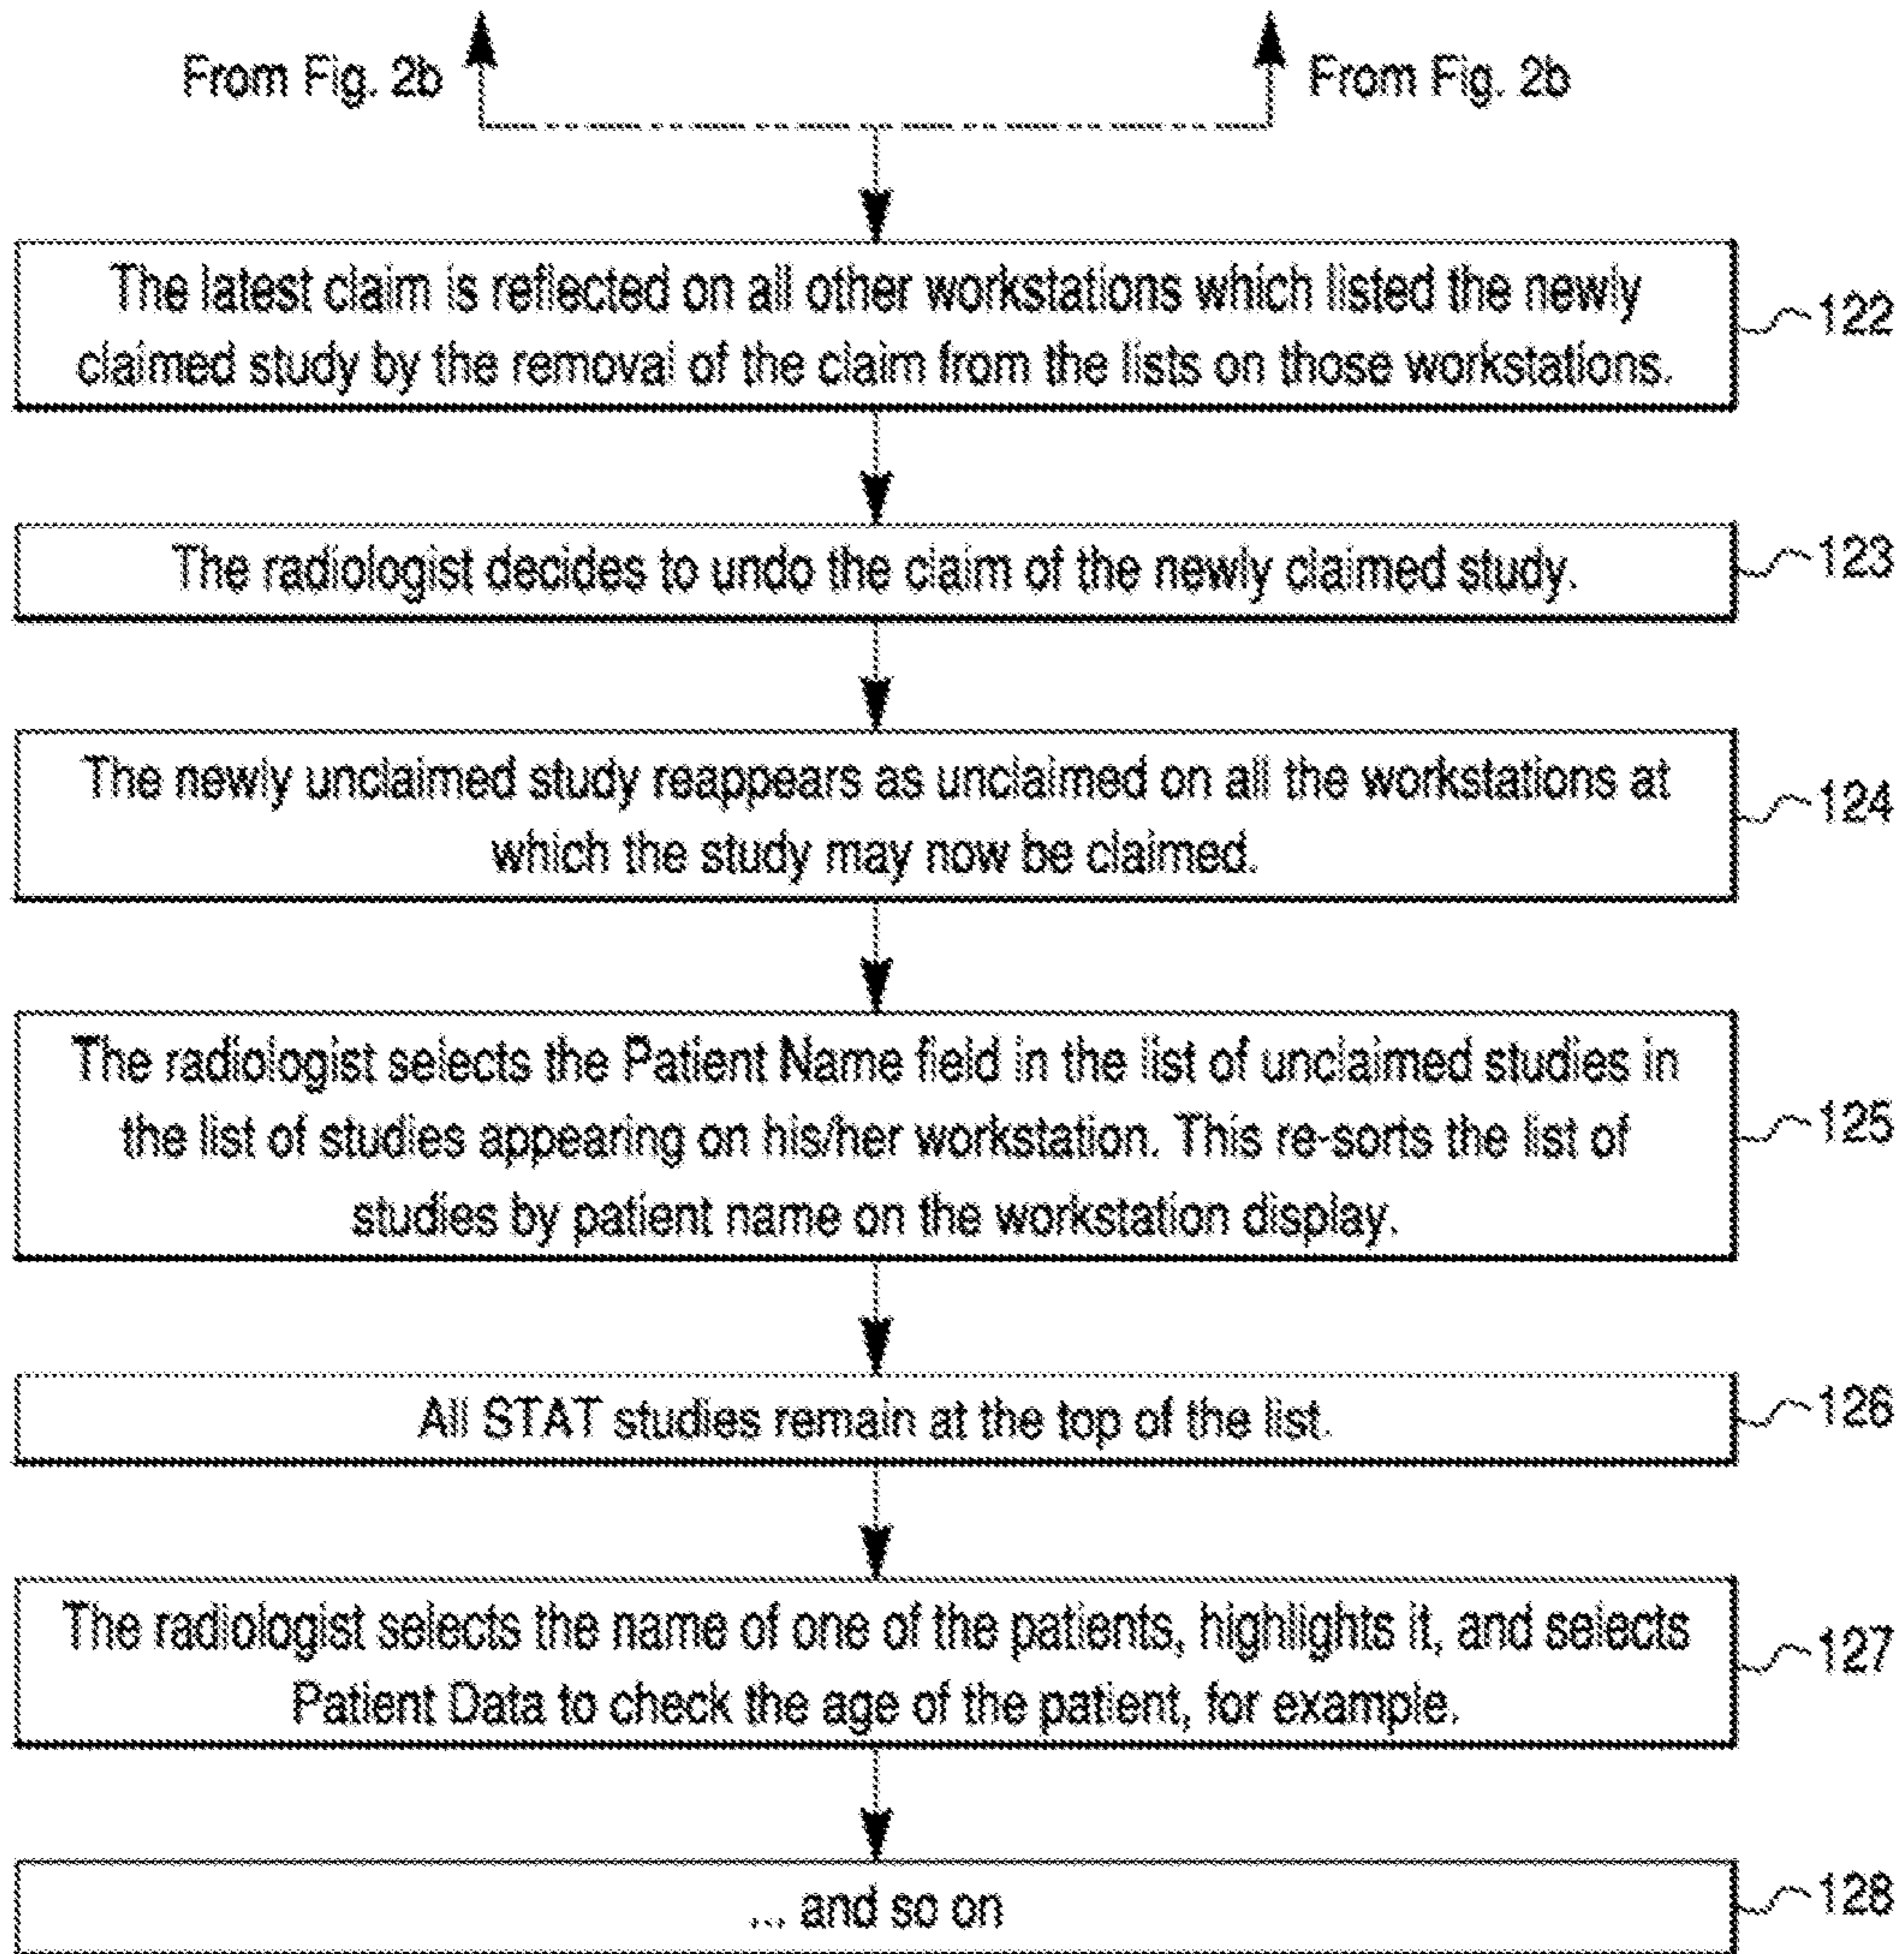 From Fig. 2b
From Fig. 2b
The latest claim is reflected on all other workstations which listed the newly
claimed study by the removal of the claim from the lists on those workstations.
122
The radiologist decides to undo the claim of the newly claimed study.
123
The newly unclaimed study reappears as unclaimed on all the workstations at
which the study may now be claimed.
124
The radiologist selects the Patient Name field in the list of unclaimed studies in
the list of studies appearing on his/her workstation. This re-sorts the list of
studies by patient name on the workstation display.
125
All STAT studies remain at the top of the list.
126
The radiologist selects the name of one of the patients, highlights it, and selects
Patient Data to check the age of the patient, for example.
127
... and so on
128